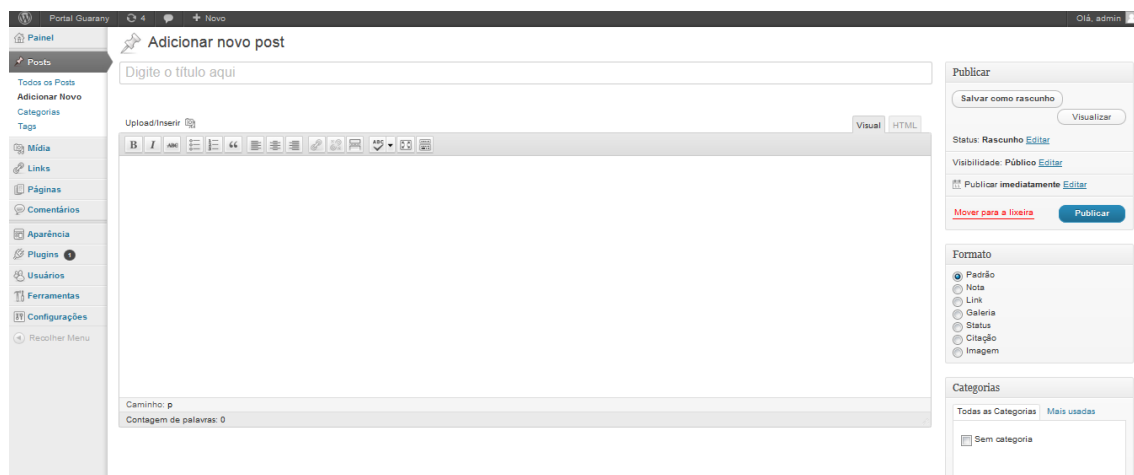 Portal Guarany 4 + Novo Olá, admin
Painel
Posts
Todos os Posts
Adicionar Novo
Categorias
Tags
Mídia
Links
Páginas
Comentários
Aparência
Plugins 1
Usuários
Ferramentas
Configurações
Recolher Menu
Adicionar novo post
Digite o título aqui
Upload/Inserir
Visual HTML
B I ABC ABC
Caminho: p
Contagem de palavras: 0
Publicar
Salvar como rascunho
Visualizar
Status: Rascunho Editar
Visibilidade: Público Editar
Publicar imediatamente Editar
Mover para a lixeira Publicar
Formato
Padrão
Nota
Link
Galeria
Status
Citação
Imagem
Categorias
Todas as Categorias Mais usadas
Sem categoria